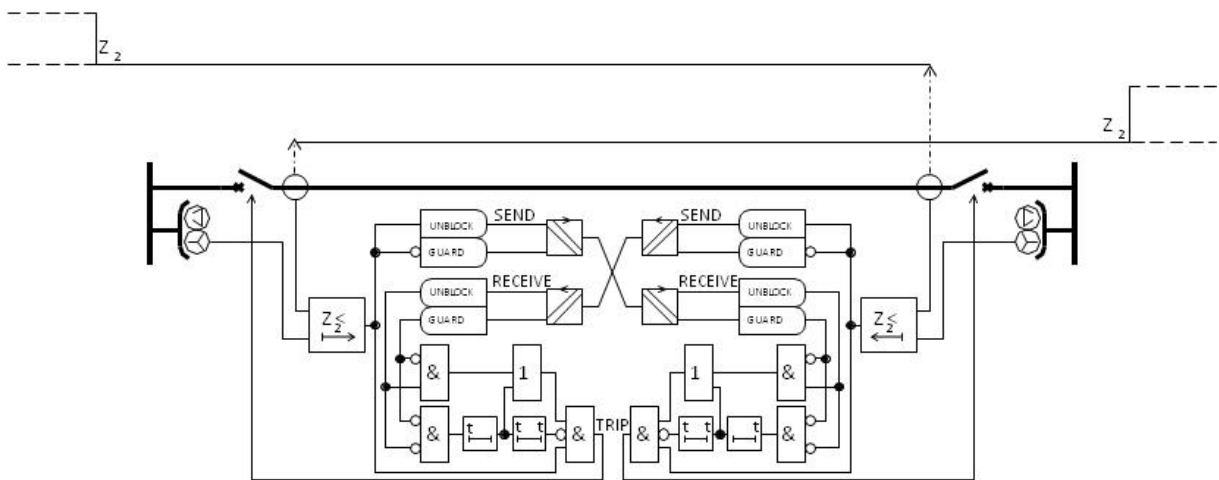 Z 2
Z 2
UNBLOCK SEND SEND UNBLOCK
GUARD GUARD
UNBLOCK RECEIVE RECEIVE UNBLOCK
GUARD GUARD
Z 2 < Z 2 <
& 1 1 &
& t t & TRIP & t t &